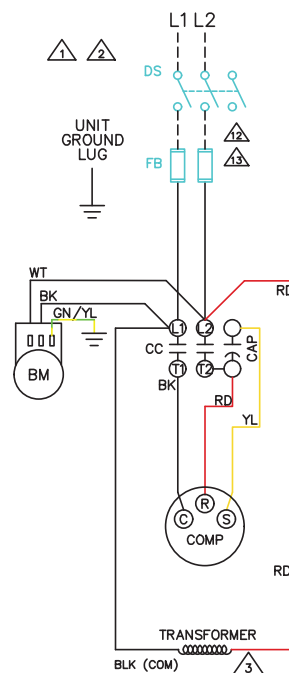 L1 L2
1 2
DS
UNIT
GROUND
LUG
12
FB
13
WT
RD
BK
GN/YL
L1 L2
CC
CAP
BM
T1 T2
BK
RD
YL
R
C S
COMP
RD
TRANSFORMER
BLK (COM)
3